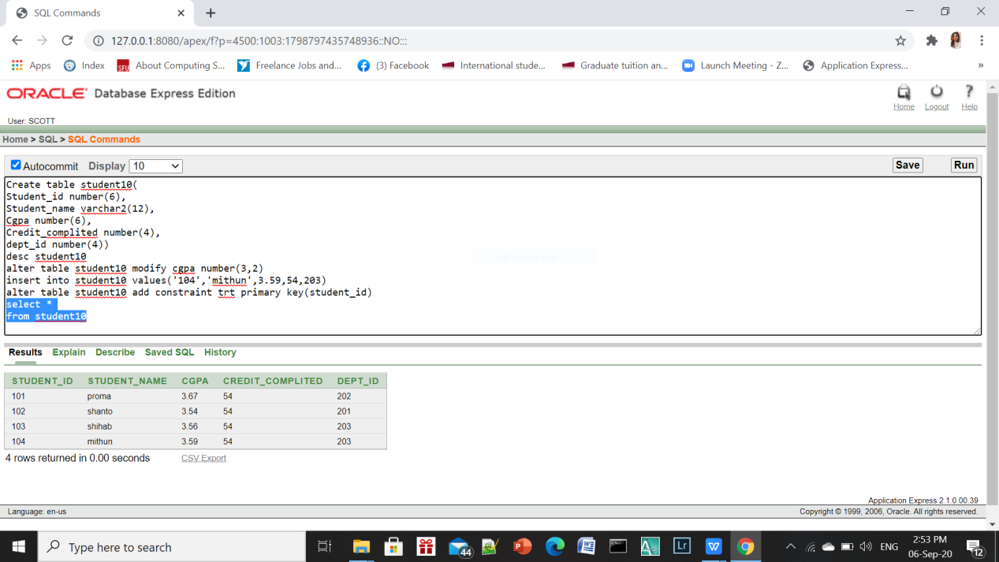 SQL Commands
127.0.0.1:8080/apex/f?p=4500:1003:1798797435748936::NO:::
Apps Index SFU About Computing S... Freelance Jobs and... (3) Facebook International stude... Graduate tuition an... Launch Meeting - Z... Application Express... »
ORACLE Database Express Edition
Home Logout Help
User: SCOTT
Home > SQL > SQL Commands
Autocommit Display 10 Save Run
Create table student10(
Student_id number(6),
Student_name varchar2(12),
Cgpa number(6),
Credit_complited number(4),
dept_id number(4))
desc student10
alter table student10 modify cgpa number(3,2)
insert into student10 values('104','mithun',3.59,54,203)
alter table student10 add constraint trt primary key(student_id)
select *
from student10
Results Explain Describe Saved SQL History
STUDENT_ID STUDENT_NAME CGPA CREDIT_COMPLITED DEPT_ID
101 proma 3.67 54 202
102 shanto 3.54 54 201
103 shihab 3.56 54 203
104 mithun 3.59 54 203
4 rows returned in 0.00 seconds CSV Export
Application Express 2.1.0.00.39
Language: en-us Copyright © 1999, 2006, Oracle. All rights reserved.
Type here to search 44 Lr ENG 2:53 PM 12
06-Sep-20